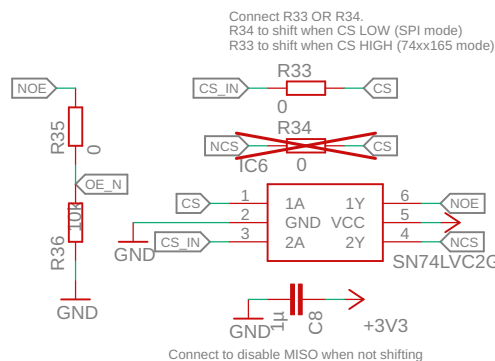 Connect R33 OR R34.
R34 to shift when CS LOW (SPI mode)
R33 to shift when CS HIGH (74xx165 mode)
NOE
R35
0
OE_N
R36
10K
GND
CS_IN
R33
0
CS
NCS
R34
0
CS
IC6
CS
1
1A
1Y
6
NOE
GND
2
GND
VCC
5
CS_IN
3
2A
2Y
4
NCS
SN74LVC2G
GND
1µ
C8
+3V3
Connect to disable MISO when not shifting